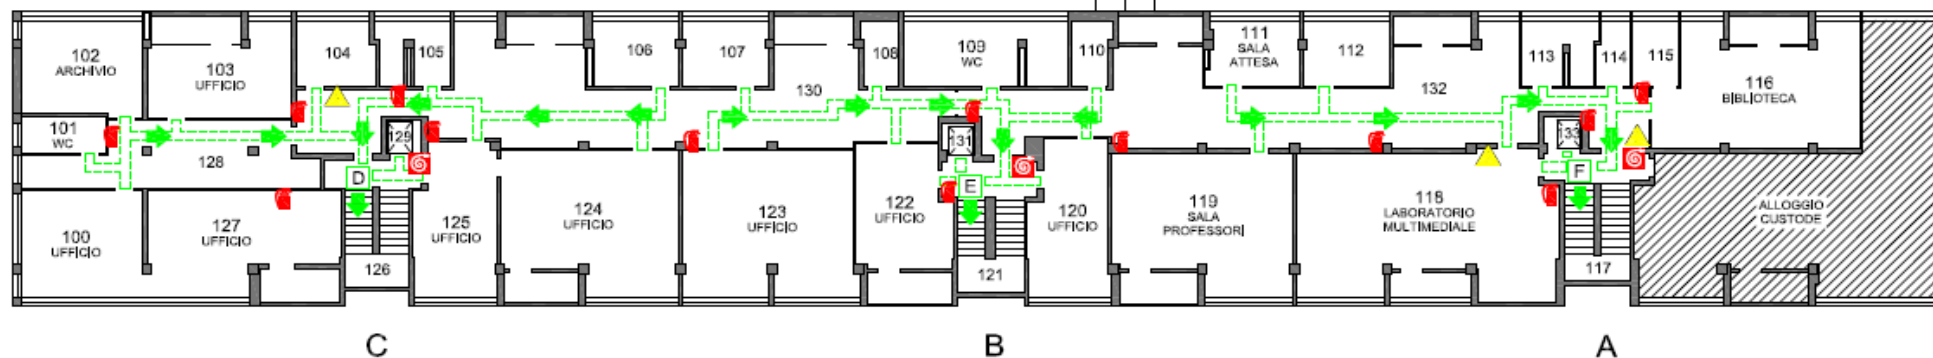 102
ARCHIVIO
103
UFFICIO
104
105
106
107
108
109
WC
110
111
SALA
ATTESA
112
113
114
115
116
BIBLIOTECA
101
WC
128
129
130
131
132
133
D
E
F
100
UFFICIO
127
UFFICIO
126
125
UFFICIO
124
UFFICIO
123
UFFICIO
122
UFFICIO
121
120
UFFICIO
119
SALA
PROFESSORI
118
LABORATORIO
MULTIMEDIALE
117
ALLOGGIO
CUSTODE
C
B
A